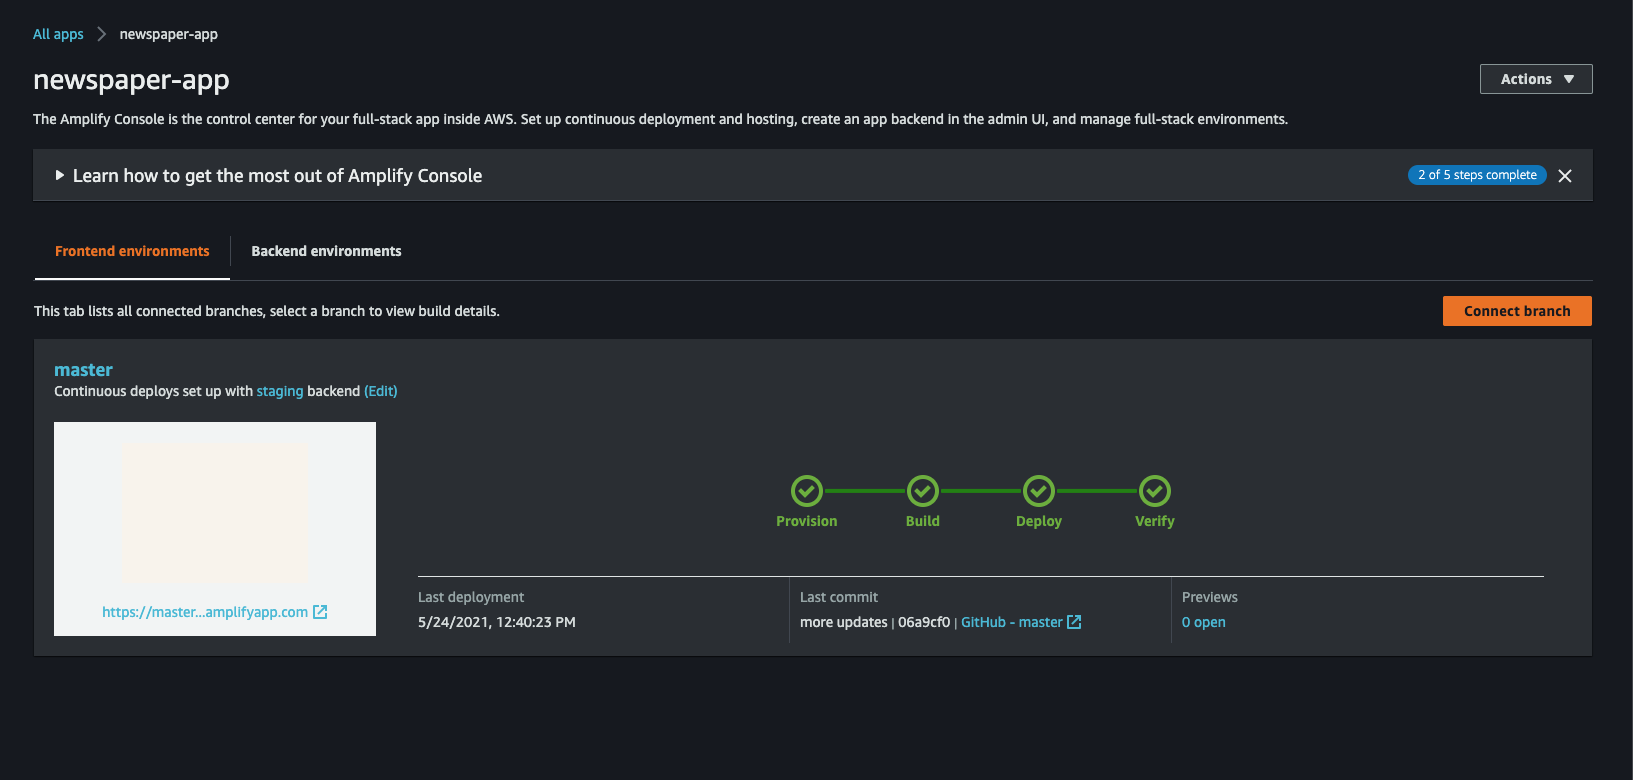 All apps > newspaper-app
newspaper-app
Actions ▼
The Amplify Console is the control center for your full-stack app inside AWS. Set up continuous deployment and hosting, create an app backend in the admin UI, and manage full-stack environments.
Learn how to get the most out of Amplify Console
2 of 5 steps complete
Frontend environments
Backend environments
This tab lists all connected branches, select a branch to view build details.
Connect branch
master
Continuous deploys set up with staging backend (Edit)
https://master...amplifyapp.com
Provision
Build
Deploy
Verify
Last deployment
5/24/2021, 12:40:23 PM
Last commit
more updates | 06a9cf0 | GitHub - master
Previews
0 open